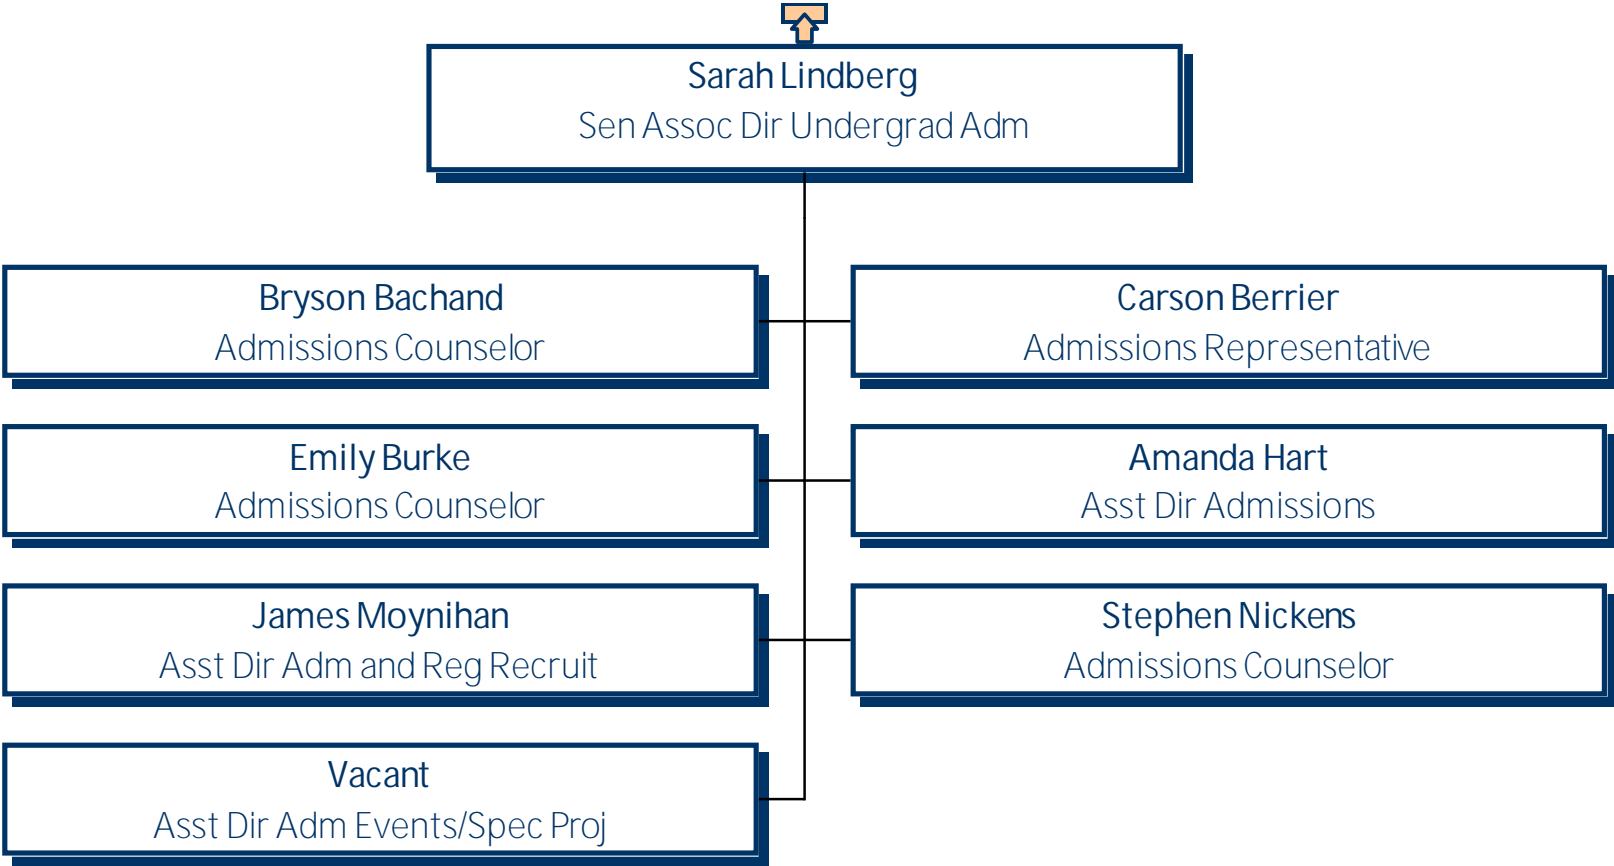 Sarah Lindberg
Sen Assoc Dir Undergrad Adm
Bryson Bachand
Admissions Counselor
Carson Berrier
Admissions Representative
Emily Burke
Admissions Counselor
Amanda Hart
Asst Dir Admissions
James Moynihan
Asst Dir Adm and Reg Recruit
Stephen Nickens
Admissions Counselor
Vacant
Asst Dir Adm Events/Spec Proj